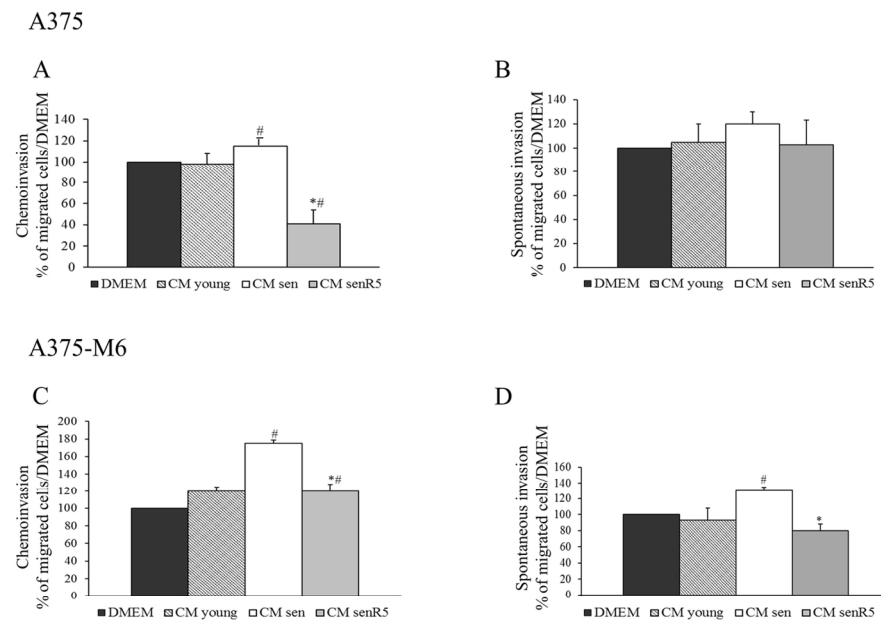 A375
A
Chemoinvasion
% of migrated cells/DMEM
140
120
100
80
60
40
20
0
#
*#
DMEM CM young CM sen CM senR5
B
Spontaneous invasion
% of migrated cells/DMEM
140
120
100
80
60
40
20
0
DMEM CM young CM sen CM senR5
A375-M6
C
Chemoinvasion
% of migrated cells/DMEM
200
180
160
140
120
100
80
60
40
20
0
#
*#
DMEM CM young CM sen CM senR5
D
Spontaneous invasion
% of migrated cells/DMEM
160
140
120
100
80
60
40
20
0
#
*
DMEM CM young CM sen CM senR5